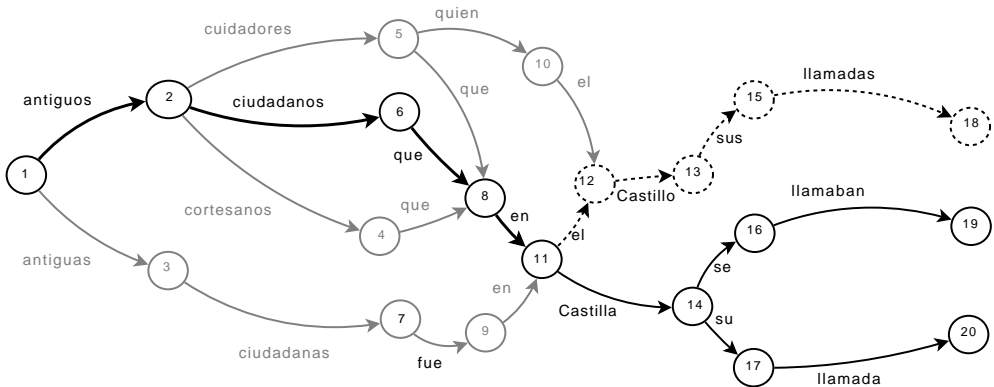 quien
cuidadores
5
10
que
el
llamadas
15
antiguos
2
ciudadanos
6
18
que
sus
1
12
13
Castillo
8
llamaban
cortesanos
que
en
4
el
16
19
antiguas
3
11
se
en
Castilla
14
7
9
su
20
ciudadanas
fue
17
llamada